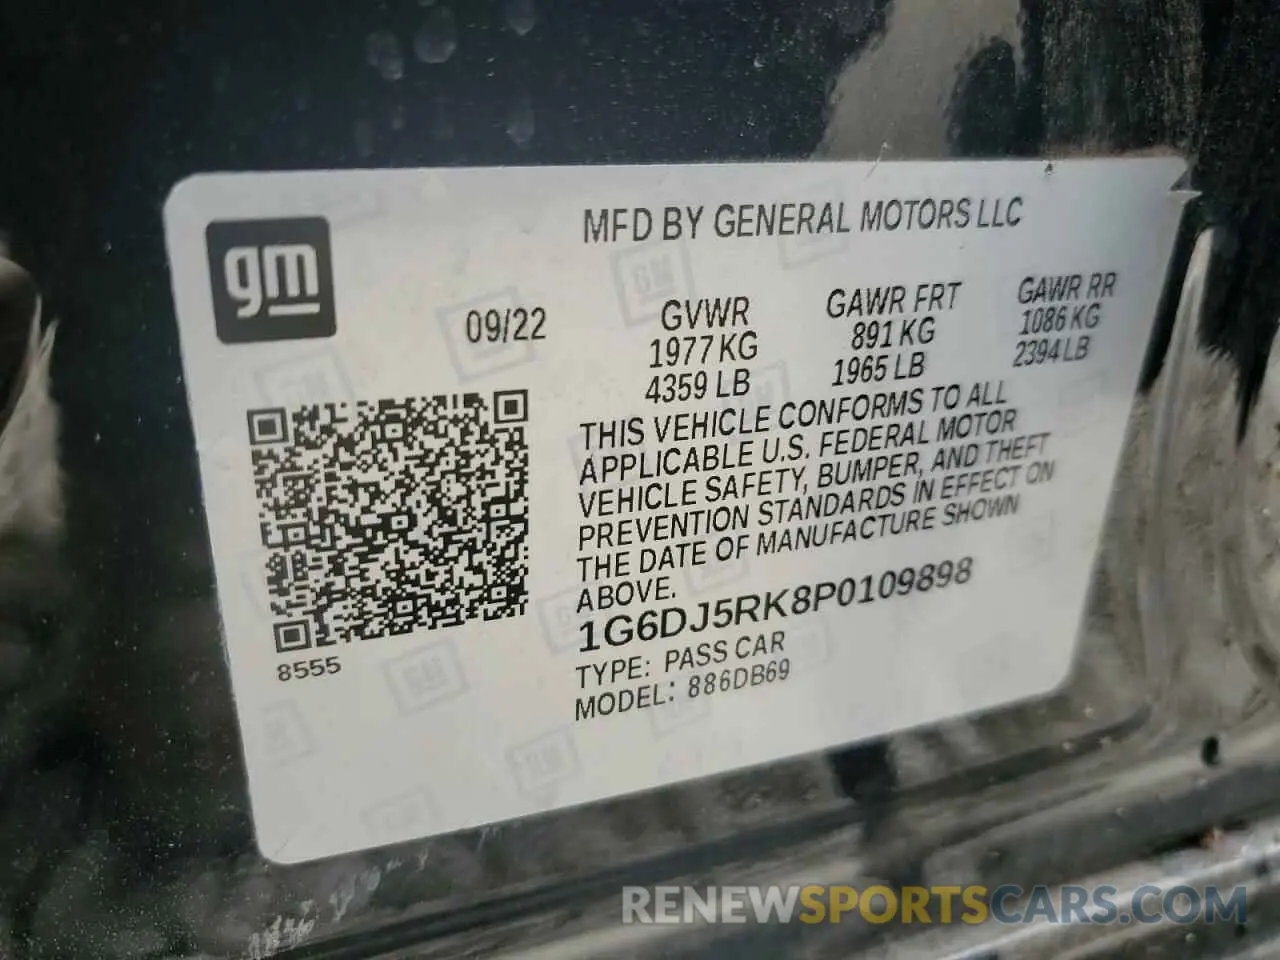 gm
MFD BY GENERAL MOTORS LLC
09/22
GVWR
1977 KG
4359 LB
GAWR FRT
891 KG
1965 LB
GAWR RR
1086 KG
2394 LB
THIS VEHICLE CONFORMS TO ALL
APPLICABLE U.S. FEDERAL MOTOR
VEHICLE SAFETY, BUMPER, AND THEFT
PREVENTION STANDARDS IN EFFECT ON
THE DATE OF MANUFACTURE SHOWN
ABOVE.
1G6DJ5RK8P0109898
TYPE: PASS CAR
MODEL: 886DB69
8555
RENEWSPORTSCARS.COM